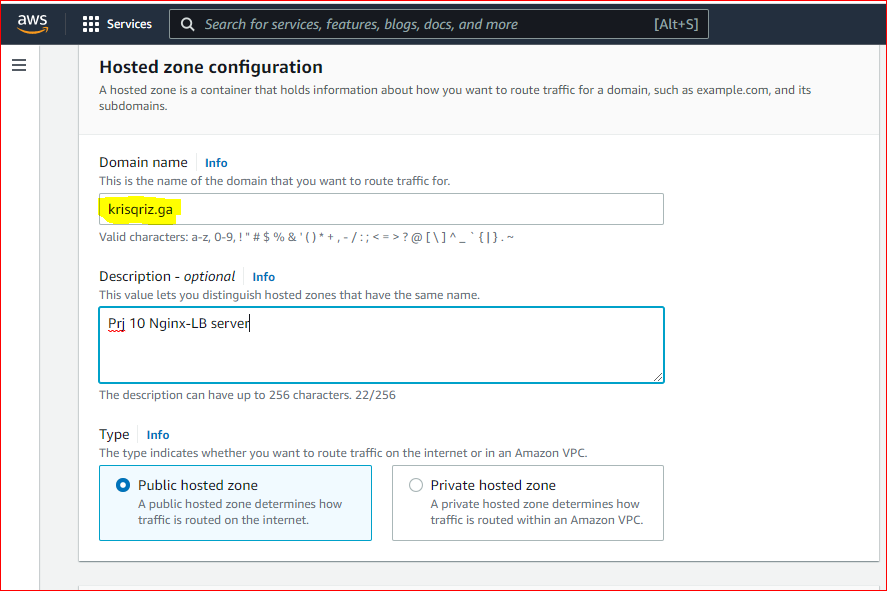 aws
Services
Search for services, features, blogs, docs, and more
[Alt+S]
Hosted zone configuration
A hosted zone is a container that holds information about how you want to route traffic for a domain, such as example.com, and its
subdomains.
Domain name
Info
This is the name of the domain that you want to route traffic for.
krisqriz.ga
Valid characters: a-z, 0-9, ! " # $ % & ' ( ) * + , - / : ; < = > ? @ [ \ ] ^ _ ` { | } . ~
Description - optional
Info
This value lets you distinguish hosted zones that have the same name.
Prj 10 Nginx-LB server
The description can have up to 256 characters. 22/256
Type
Info
The type indicates whether you want to route traffic on the internet or in an Amazon VPC.
Public hosted zone
A public hosted zone determines how
traffic is routed on the internet.
Private hosted zone
A private hosted zone determines how
traffic is routed within an Amazon VPC.